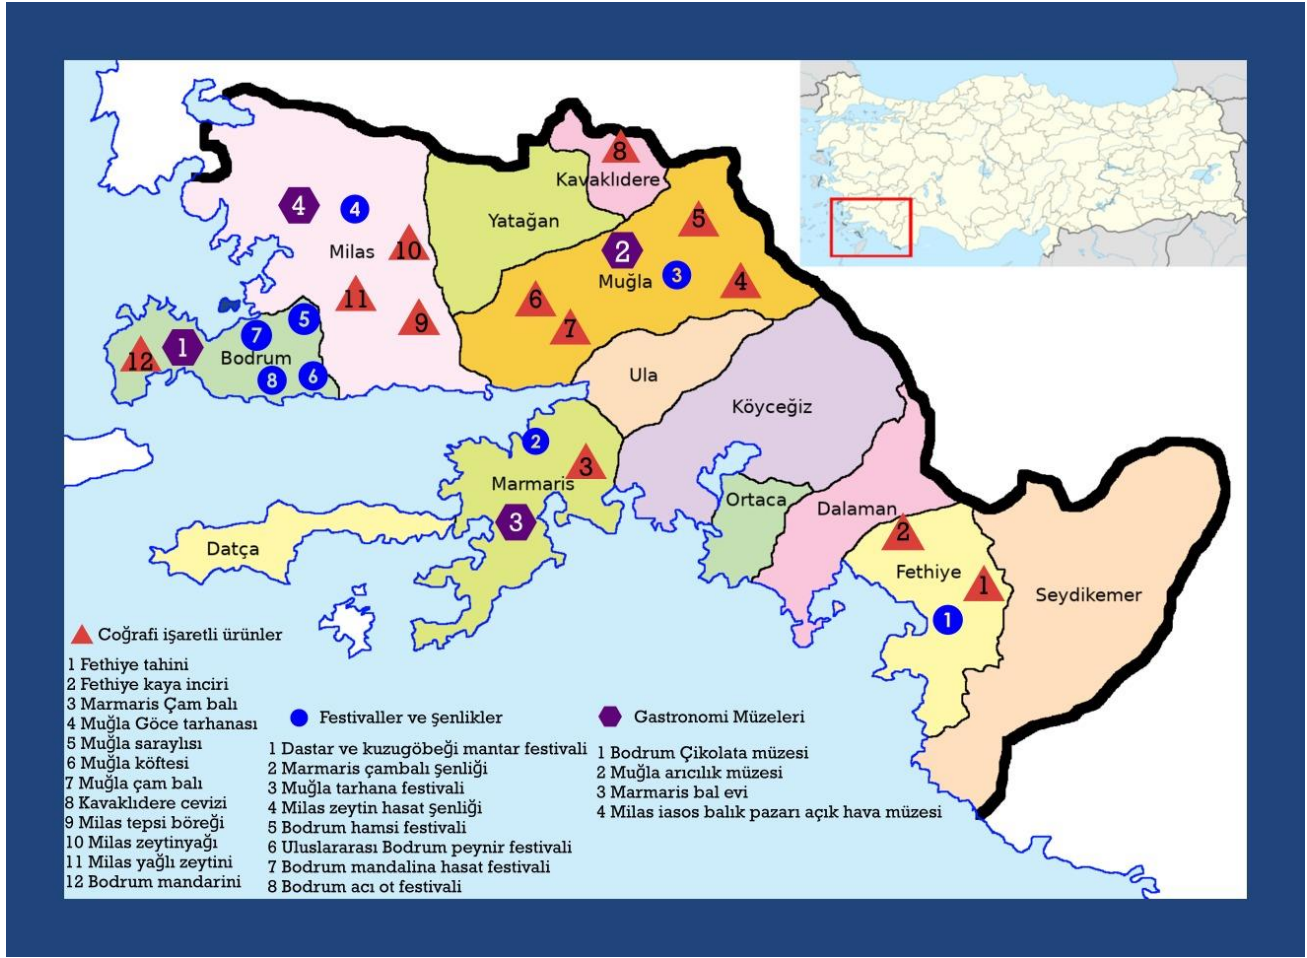 8
Kavaklıdere
4
4
Yatağan
5
Milas
10
2
Muğla
3
4
11
9
6
7
5
7
1
12
Bodrum
8
6
Ula
Köyceğiz
2
3
Marmaris
3
Ortaca
Dalaman
2
Datça
Fethiye
1
1
Seydikemer
Coğrafi işaretli ürünler
1 Fethiye tahini
2 Fethiye kaya inciri
3 Marmaris Çam balı
4 Muğla Göce tarhanası
5 Muğla saraylısı
6 Muğla köftesi
7 Muğla çam balı
8 Kavaklıdere cevizi
9 Milas tepsi böreği
10 Milas zeytinyağı
11 Milas yağlı zeytini
12 Bodrum mandarini
Festivaller ve şenlikler
1 Dastar ve kuzugöbeği mantar festivali
2 Marmaris çambalı şenliği
3 Muğla tarhana festivali
4 Milas zeytin hasat şenliği
5 Bodrum hamsi festivali
6 Uluslararası Bodrum peynir festivali
7 Bodrum mandalina hasat festivali
8 Bodrum acı ot festivali
Gastronomi Müzeleri
1 Bodrum Çikolata müzesi
2 Muğla arıcılık müzesi
3 Marmaris bal evi
4 Milas iasos balık pazarı açık hava müzesi